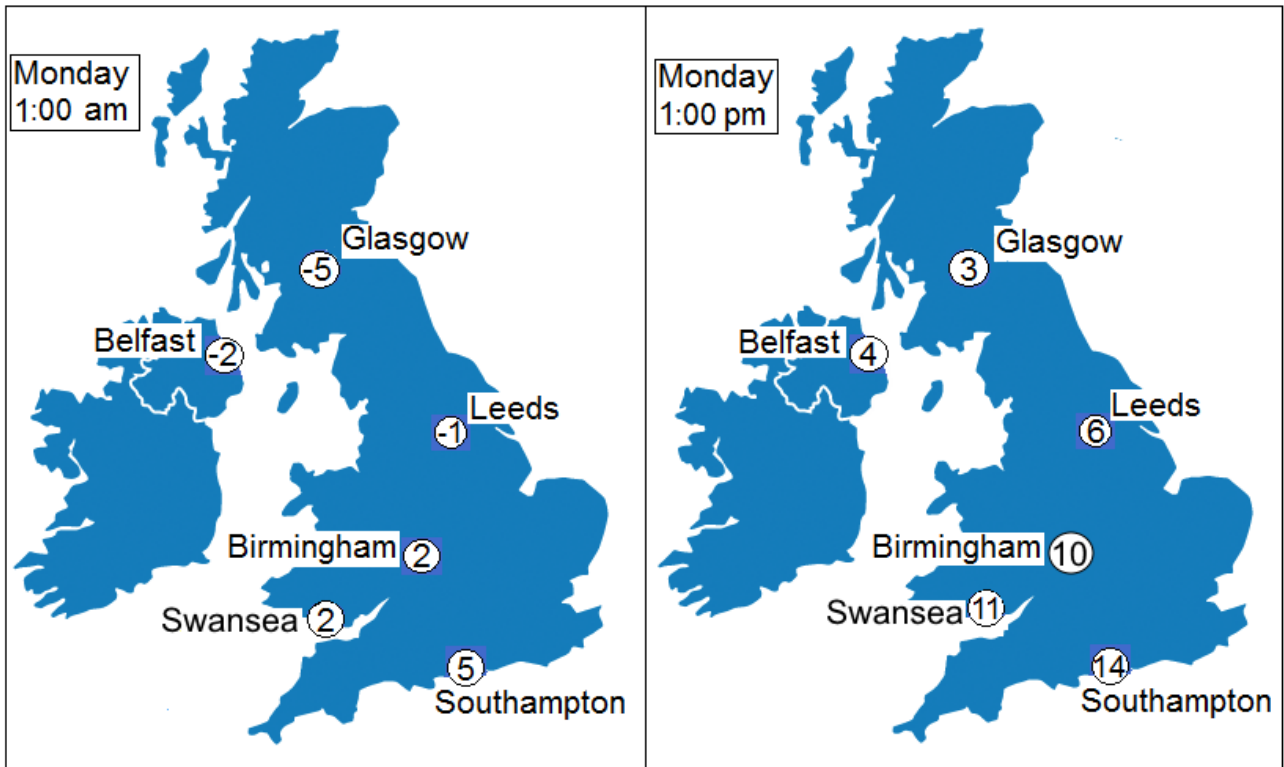 Monday
1:00 am
Glasgow
-5
Belfast
-2
Leeds
-1
Birmingham
2
Swansea
2
5
Southampton
Monday
1:00 pm
Glasgow
3
Belfast
4
Leeds
6
Birmingham
10
Swansea
11
14
Southampton